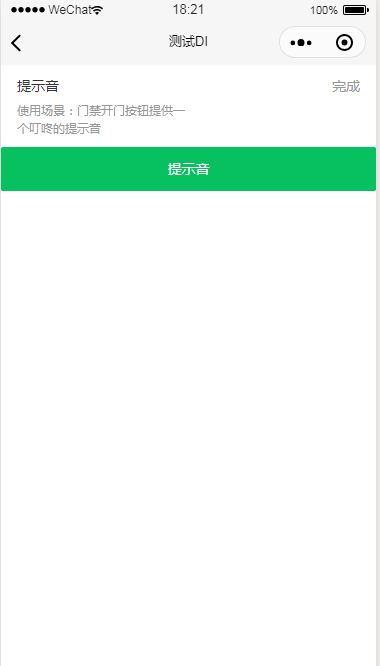 ●●●●● WeChat 18:21 100%
测试DI
提示音 完成
使用场景：门禁开门按钮提供一
个叮咚的提示音
提示音